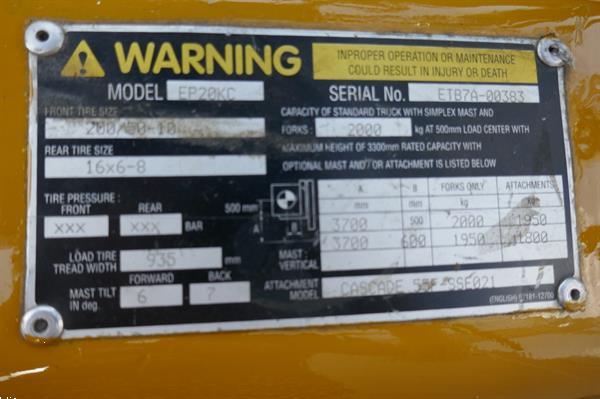 WARNING
INPROPER OPERATION OR MAINTENANCE
COULD RESULT IN INJURY OR DEATH
MODEL EP20KC
SERIAL No. ETB7A-00383
FRONT TIRE SIZE
200/50-10
REAR TIRE SIZE
16x6-8
CAPACITY OF STANDARD TRUCK WITH SIMPLEX MAST AND
FORKS: 2000 kg AT 500mm LOAD CENTER WITH
MAXIMUM HEIGHT OF 3300mm RATED CAPACITY WITH
OPTIONAL MAST AND / OR ATTACHMENT IS LISTED BELOW
TIRE PRESSURE:
FRONT REAR
xxx xxx BAR
LOAD TIRE
TREAD WIDTH 935 mm
FORWARD
MAST TILT
in deg. 6 7
500 mm
A
MAST:
VERTICAL
A B FORKS ONLY ATTACHMENTS
mm mm kg kg
3700 500 2000 1950
3700 600 1950 1800
ATTACHMENT
MODEL CASCADE 55F-SSF021
(ENGLISH) 97181-12700